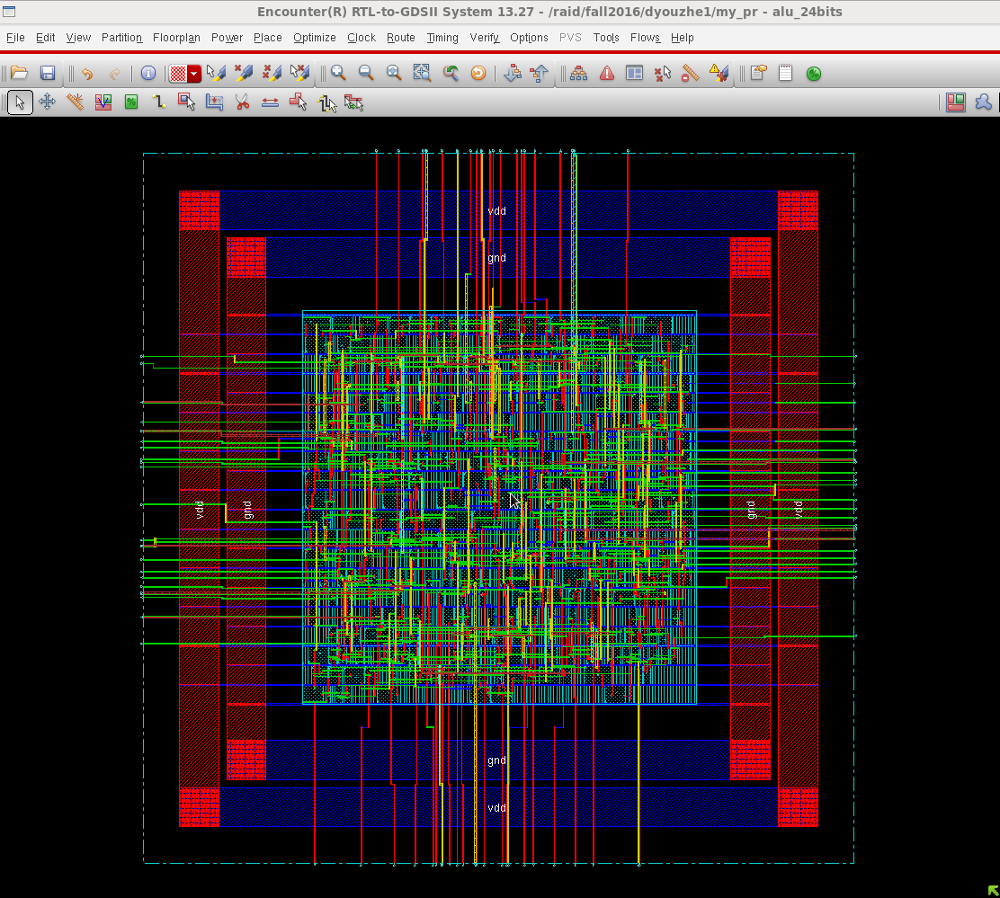 Encounter(R) RTL-to-GDSII System 13.27 - /raid/fall2016/dyouzhe1/my_pr - alu_24bits
File Edit View Partition Floorplan Power Place Optimize Clock Route Timing Verify Options PVS Tools Flows Help
vdd
gnd
vdd
gnd
gnd
vdd
gnd
vdd